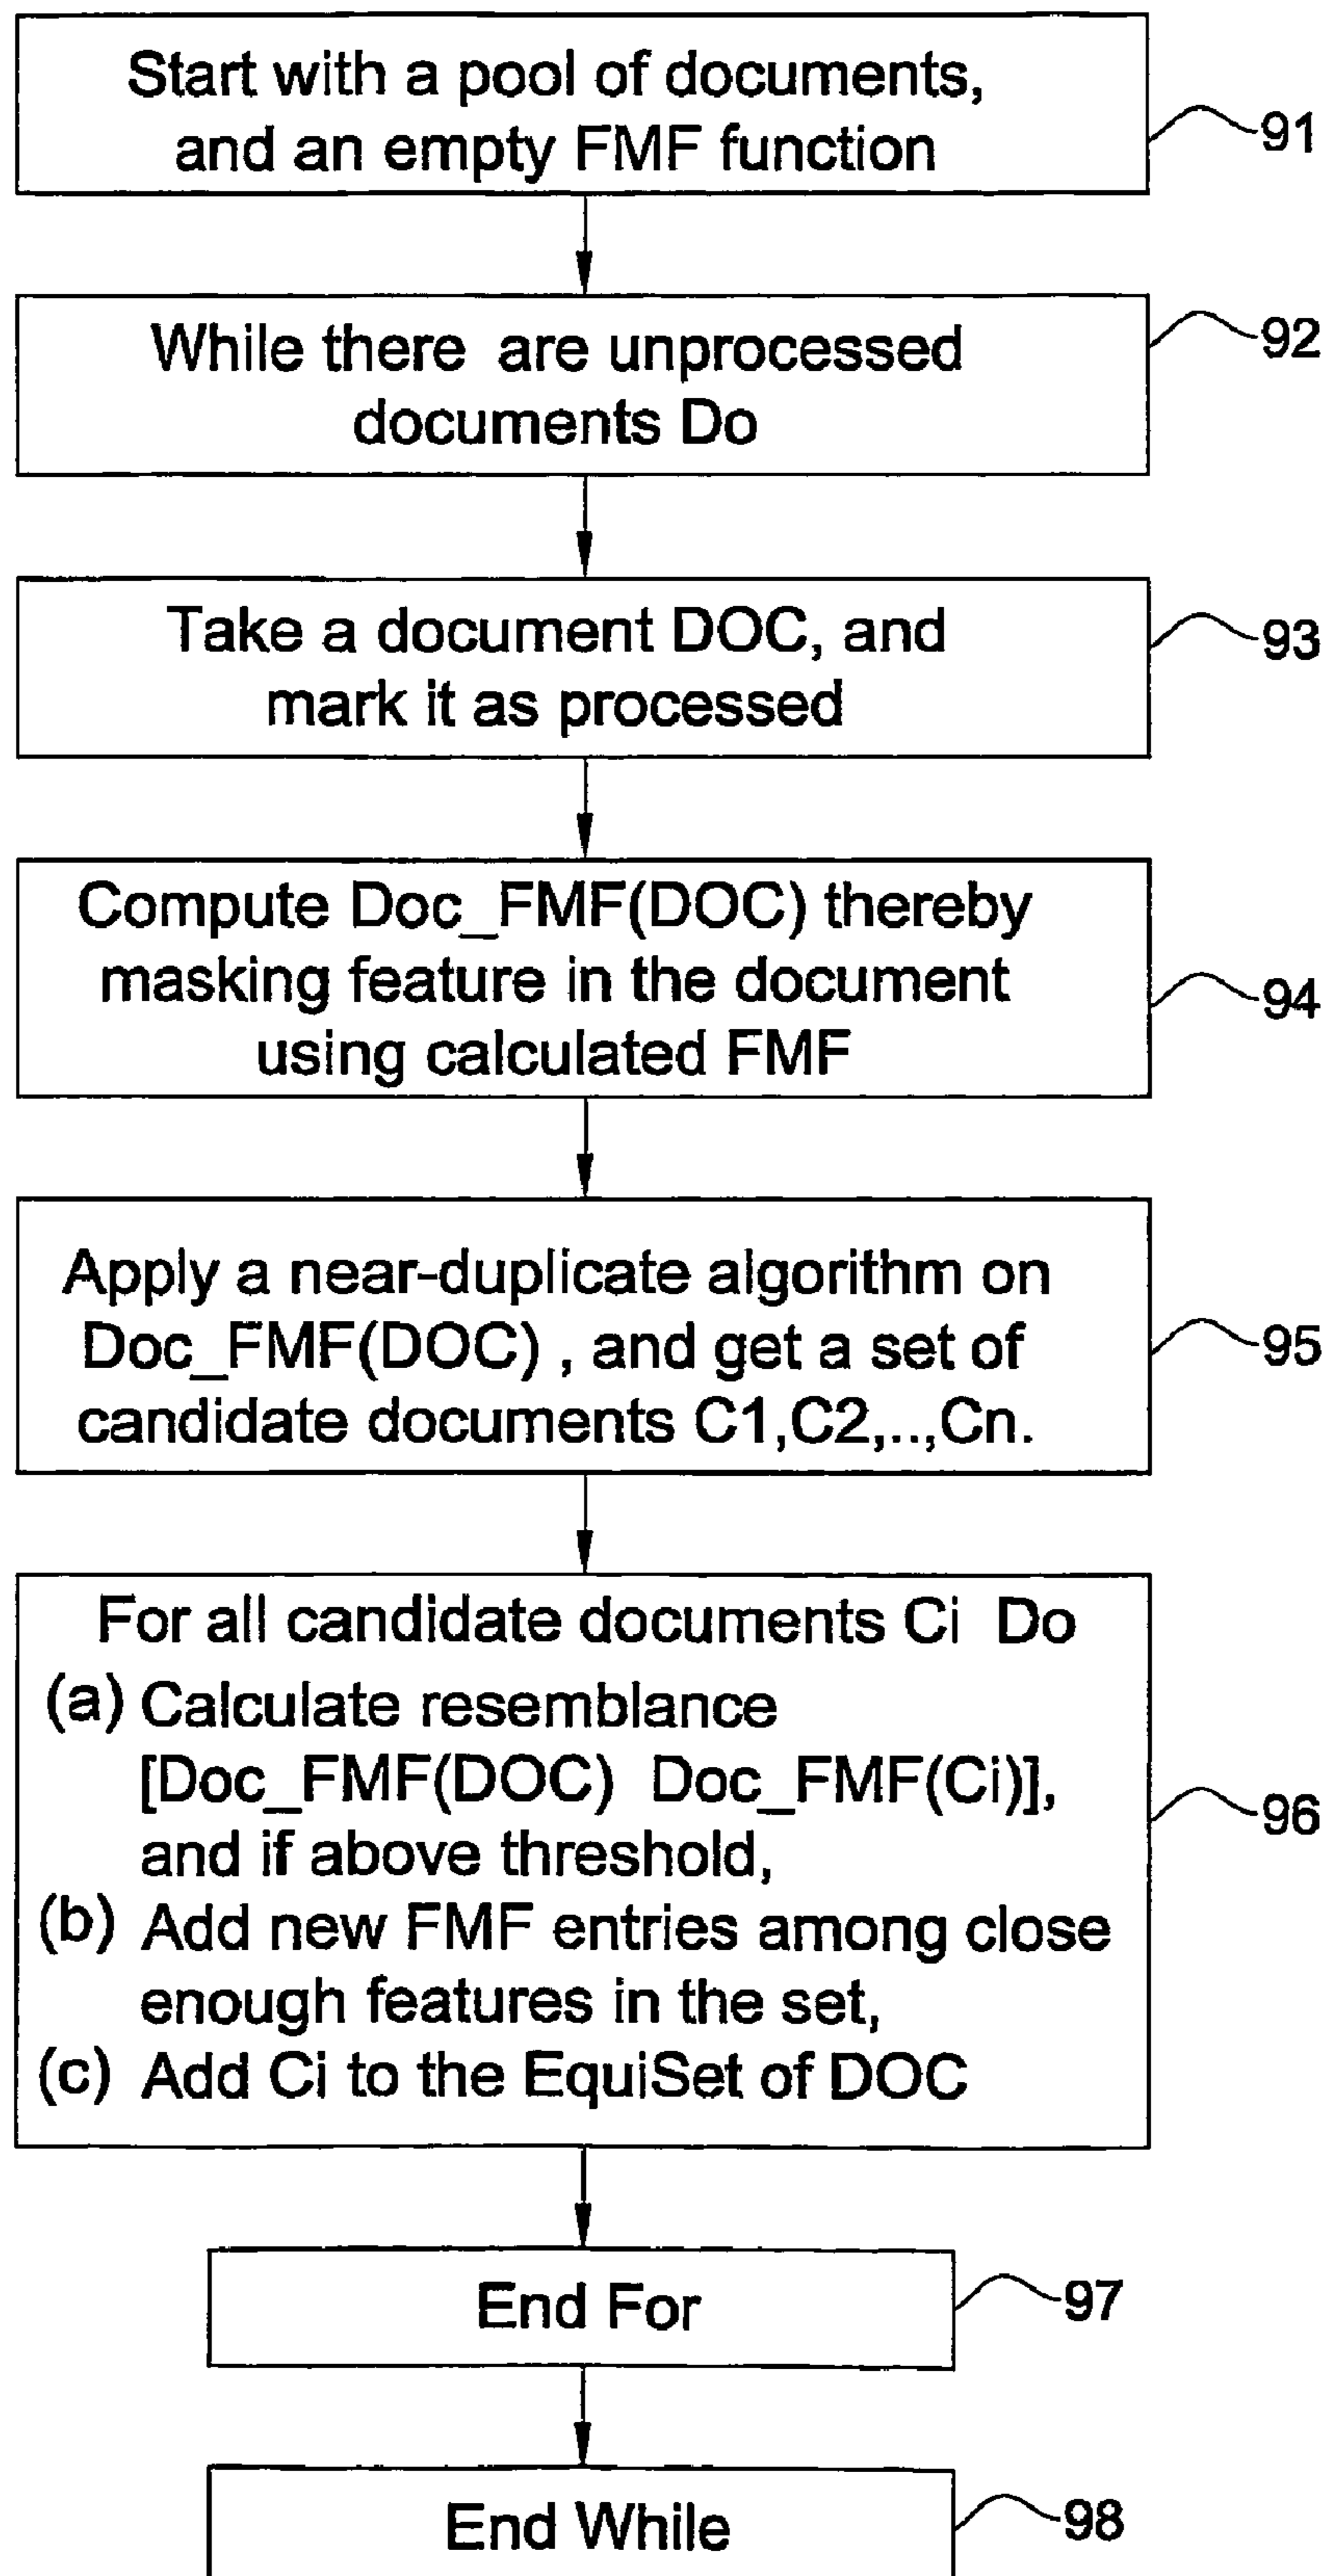 Start with a pool of documents,
and an empty FMF function
91
While there are unprocessed
documents Do
92
Take a document DOC, and
mark it as processed
93
Compute Doc_FMF(DOC) thereby
masking feature in the document
using calculated FMF
94
Apply a near-duplicate algorithm on
Doc_FMF(DOC) , and get a set of
candidate documents C1,C2,..,Cn.
95
For all candidate documents Ci Do
(a) Calculate resemblance
[Doc_FMF(DOC) Doc_FMF(Ci)],
and if above threshold,
(b) Add new FMF entries among close
enough features in the set,
(c) Add Ci to the EquiSet of DOC
96
End For
97
End While
98